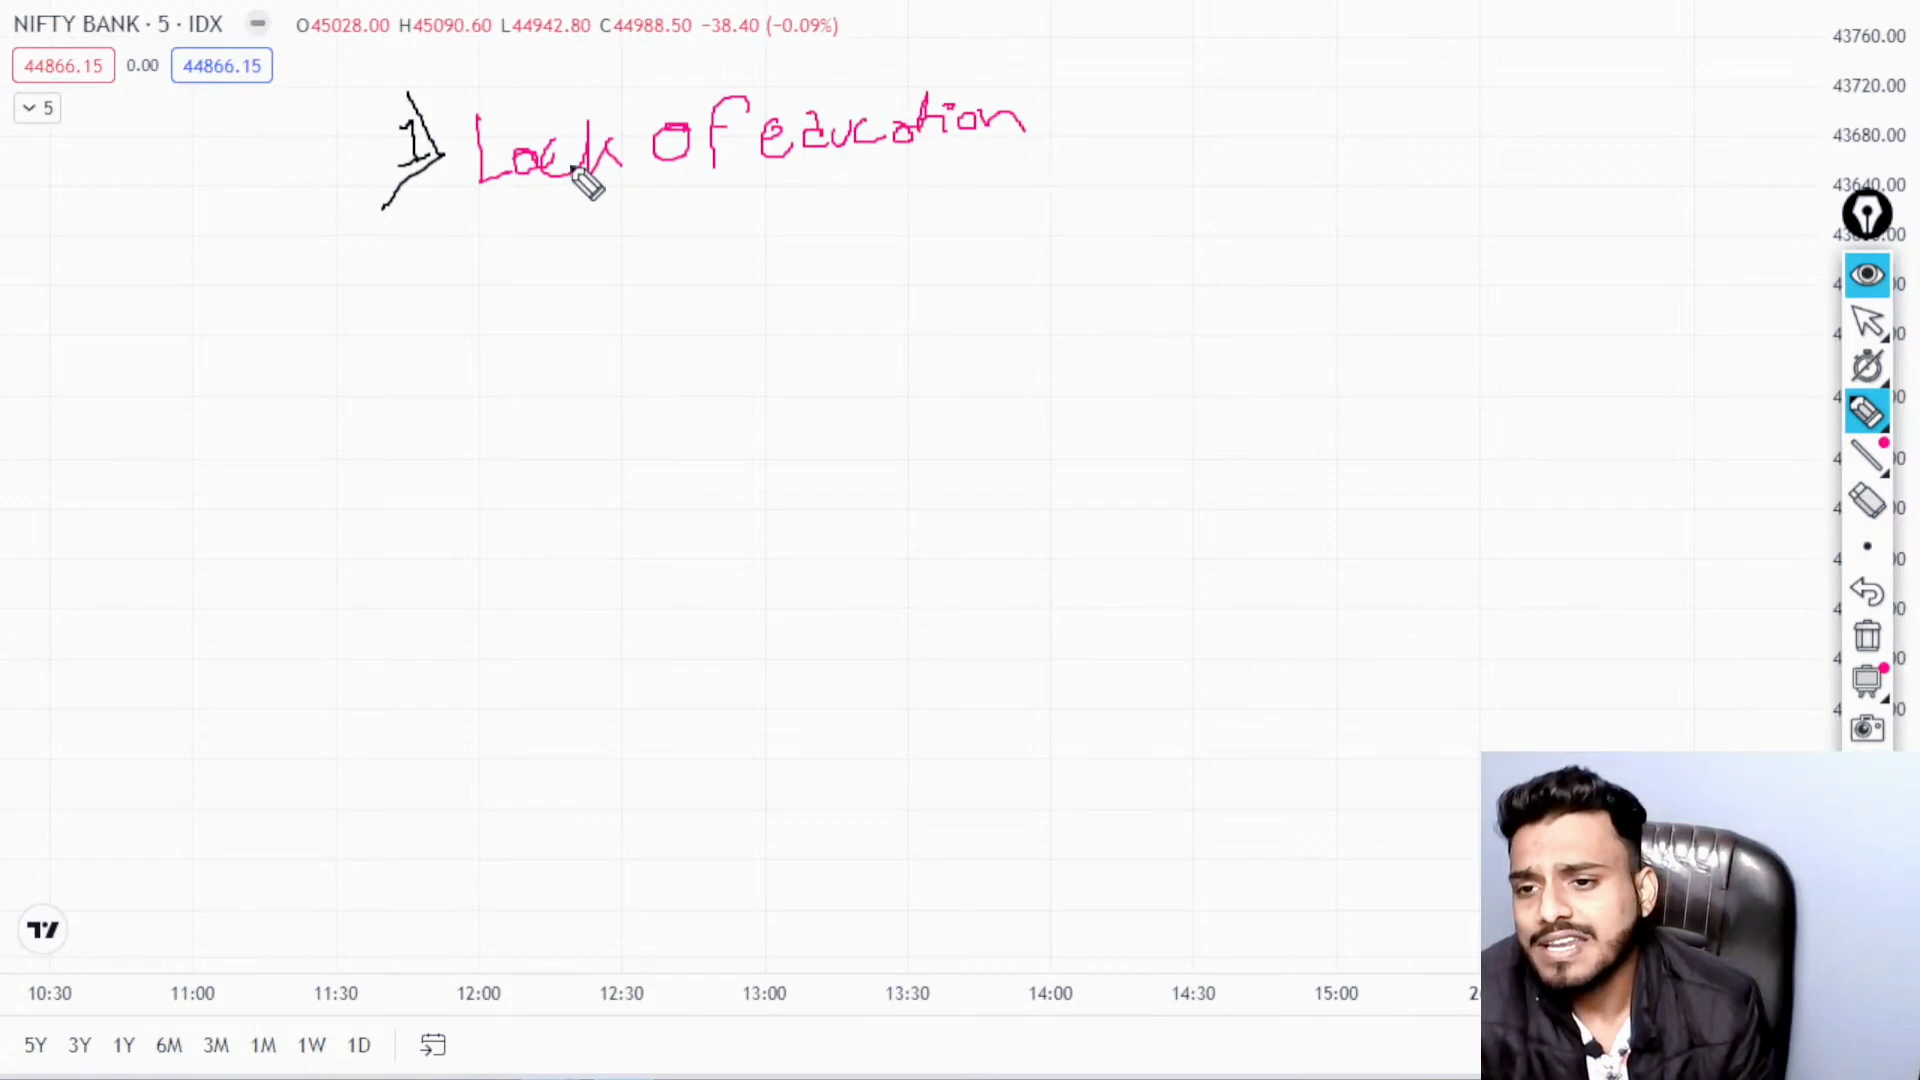 NIFTY BANK · 5 · IDX O45028.00 H45090.60 L44942.80 C44988.50 −38.40 (−0.09%)
44866.15 0.00 44866.15
5
1 Lack of education
43760.00
43720.00
43680.00
43640.00
10:30 11:00 11:30 12:00 12:30 13:00 13:30 14:00 14:30 15:00
5Y 3Y 1Y 6M 3M 1M 1W 1D